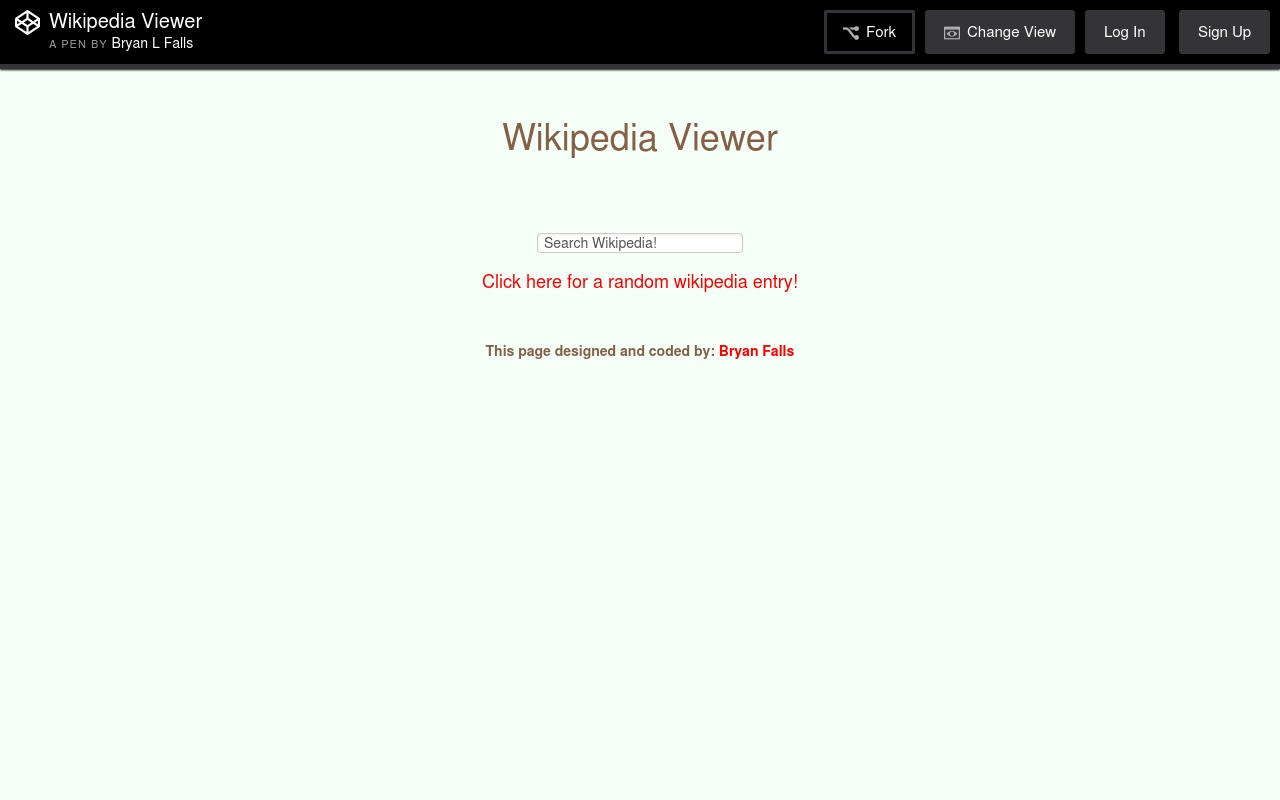 Wikipedia Viewer
A PEN BY Bryan L Falls
Fork
Change View
Log In
Sign Up
Wikipedia Viewer
Search Wikipedia!
Click here for a random wikipedia entry!
This page designed and coded by: Bryan Falls